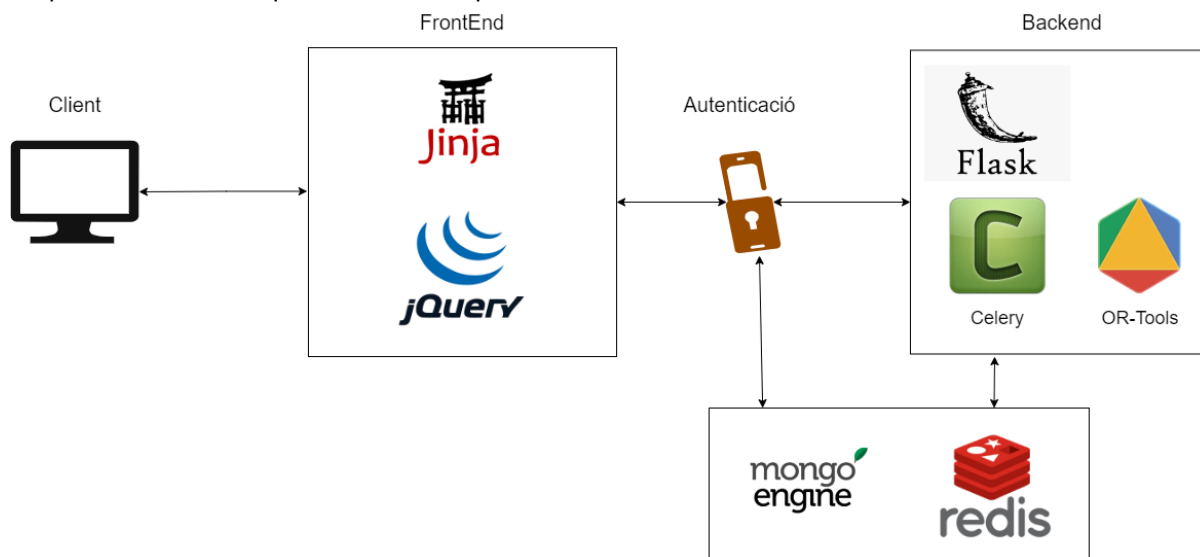 FrontEnd
Backend
Client
Autenticació
Jinja
Flask
jQuery
C
Celery
OR-Tools
mongo
engine
redis